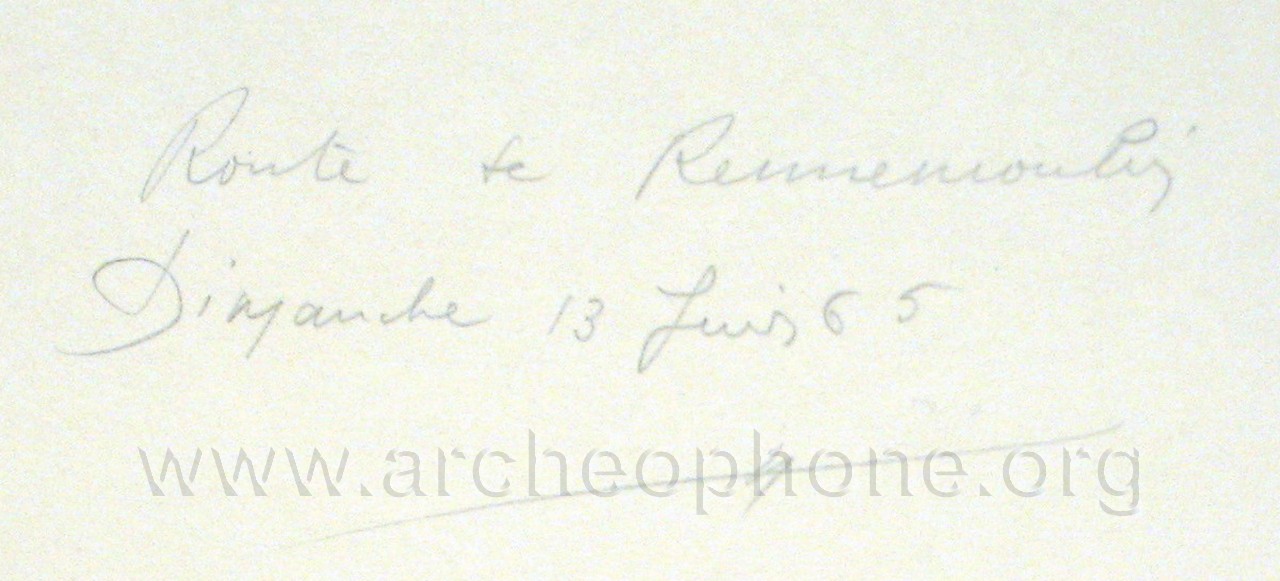 Route de Rennemoulin
Dimanche 13 Juin 65
www.archeophone.org